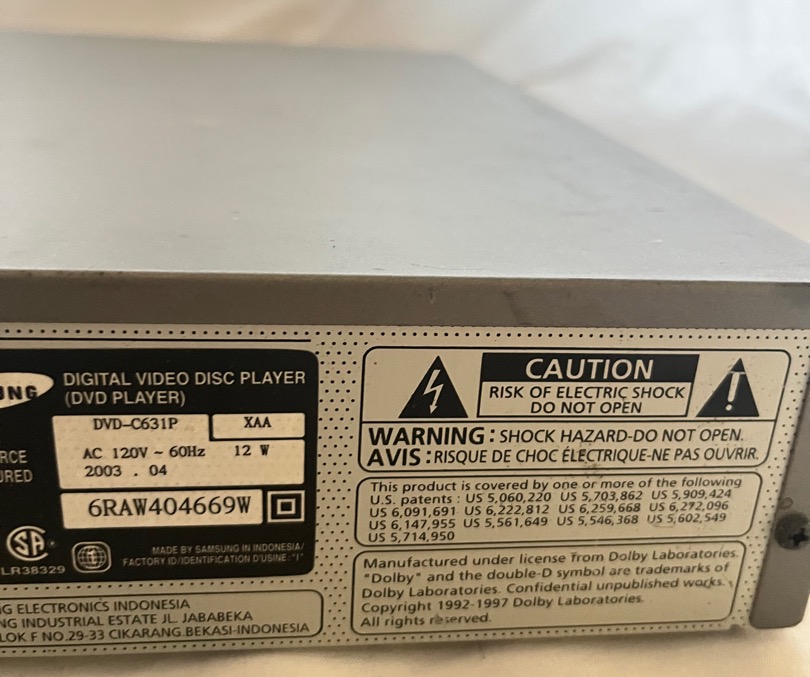 UNG
DIGITAL VIDEO DISC PLAYER
(DVD PLAYER)
DVD-C631P
XAA
RCE
URED
AC 120V ~ 60Hz 12 W
2003 . 04
6RAW404669W
SA
LR38329
MADE BY SAMSUNG IN INDONESIA/
FACTORY ID/IDENTIFICATION D'USINE:"I"
G ELECTRONICS INDONESIA
NG INDUSTRIAL ESTATE JL. JABABEKA
LOK F NO.29-33 CIKARANG.BEKASI-INDONESIA
CAUTION
RISK OF ELECTRIC SHOCK
DO NOT OPEN
WARNING : SHOCK HAZARD-DO NOT OPEN.
AVIS : RISQUE DE CHOC ÉLECTRIQUE-NE PAS OUVRIR.
This product is covered by one or more of the following
U.S. patents : US 5,060,220 US 5,703,862 US 5,909,424
US 6,091,691 US 6,222,812 US 6,259,668 US 6,272,096
US 6,147,955 US 5,561,649 US 5,546,368 US 5,602,549
US 5,714,950
Manufactured under license from Dolby Laboratories.
"Dolby" and the double-D symbol are trademarks of
Dolby Laboratories. Confidential unpublished works.
Copyright 1992-1997 Dolby Laboratories.
All rights reserved.